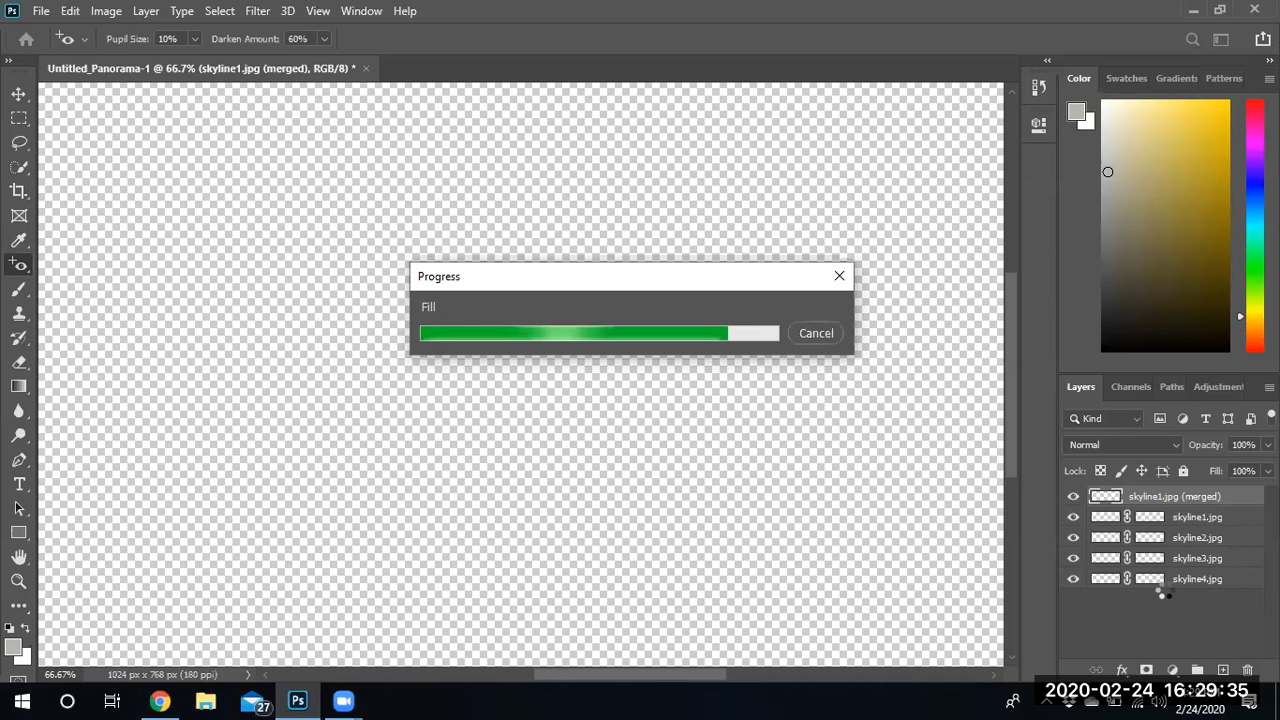 Ps File Edit Image Layer Type Select Filter 3D View Window Help
Pupil Size: 10% Darken Amount: 60%
Untitled_Panorama-1 @ 66.7% (skyline1.jpg (merged), RGB/8) *
Color Swatches Gradients Patterns
Progress
Fill
Cancel
Layers Channels Paths Adjustment
Kind
Normal Opacity: 100%
Lock: Fill: 100%
skyline1.jpg (merged)
skyline1.jpg
skyline2.jpg
skyline3.jpg
skyline4.jpg
66.67% 1024 px x 768 px (180 ppi)
2020-02-24 16:29:35
27 Ps
2/24/2020